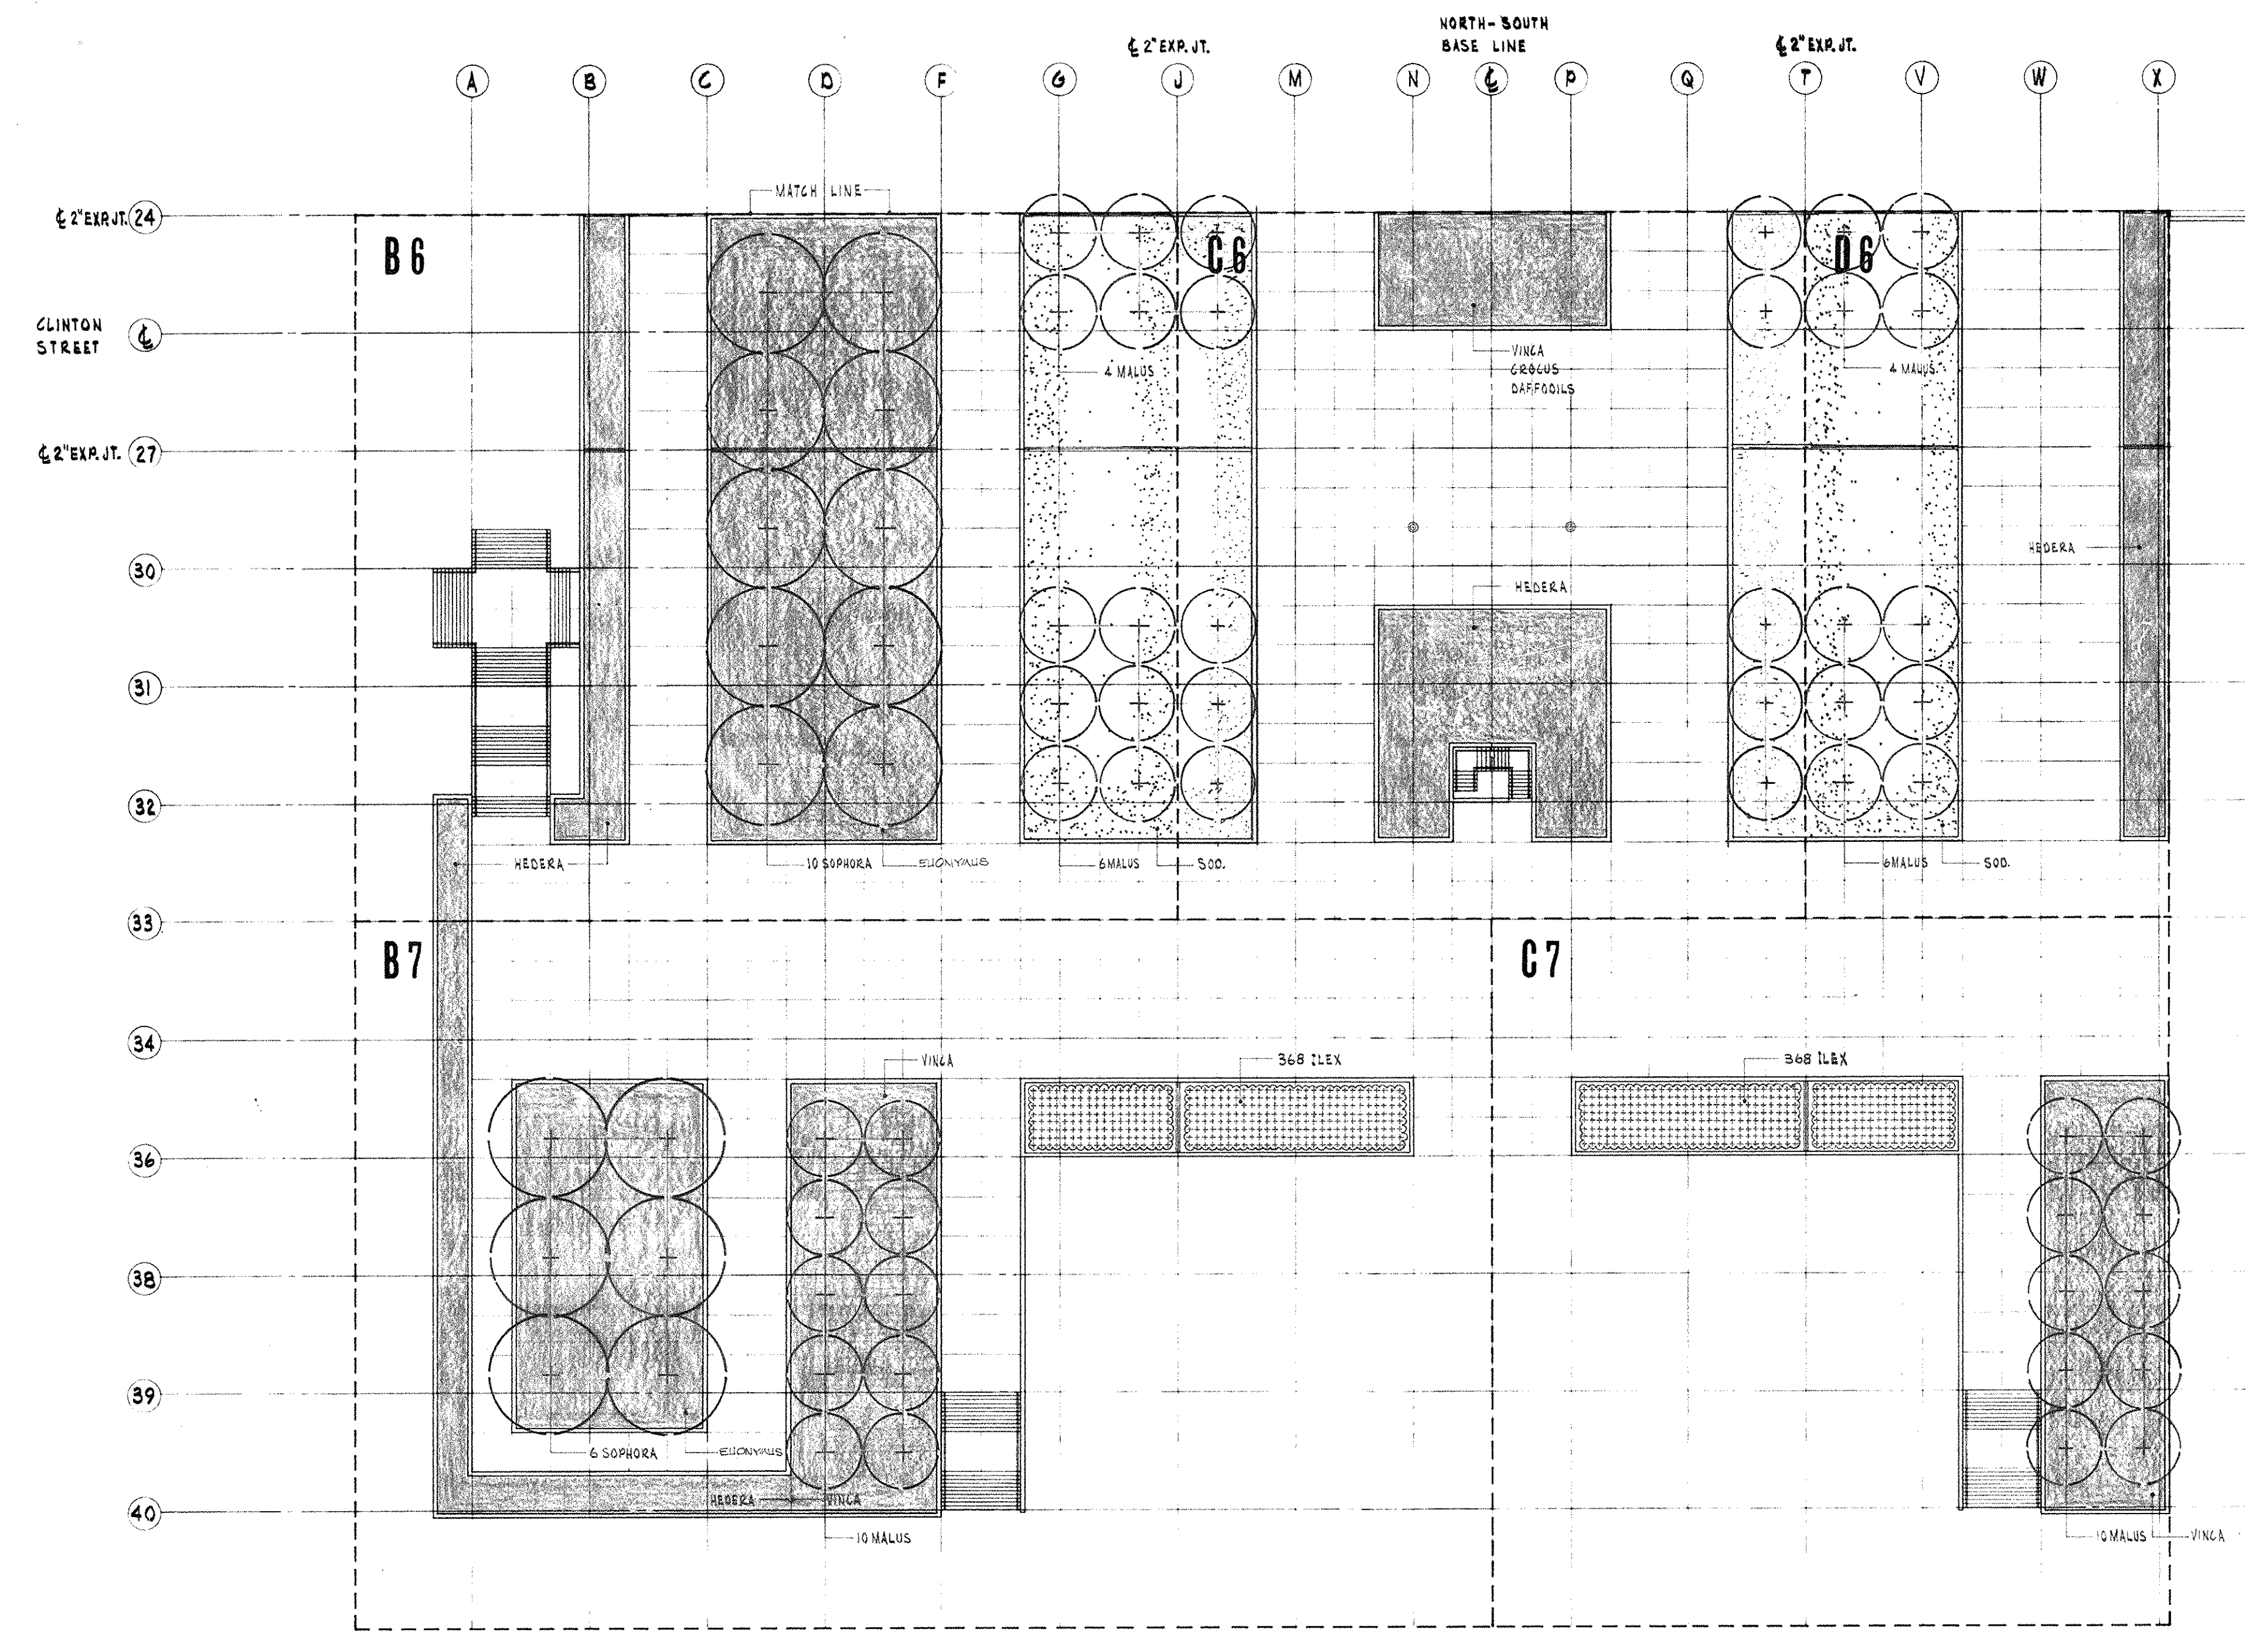 NORTH-SOUTH
BASE LINE
℄ 2" EXP. JT.
℄ 2" EXP. JT.
A B C D F G J M N ℄ P Q T V W X
MATCH LINE
℄ 2" EXP. JT. 24
B6
C6
D6
CLINTON
STREET
℄
VINCA
CROCUS
DAFFODILS
4 MALUS
4 MALUS
℄ 2" EXP. JT. 27
HEDERA
30
HEDERA
31
32
HEDERA
10 SOPHORA
EUONYMUS
6 MALUS
SOD.
6 MALUS
SOD.
33
B7
C7
34
VINCA
368 ILEX
368 ILEX
36
38
39
6 SOPHORA
EUONYMUS
HEDERA
VINCA
40
10 MALUS
10 MALUS
VINCA